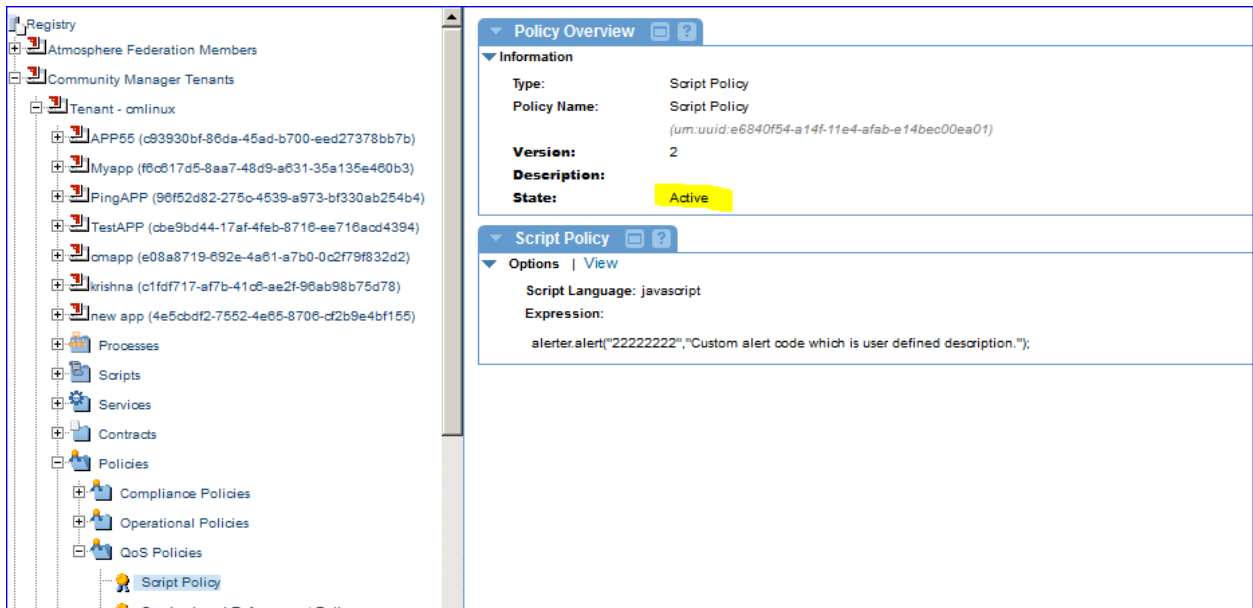 Registry
Atmosphere Federation Members
Community Manager Tenants
Tenant - cmlinux
APP55 (c93930bf-86da-45ad-b700-eed27378bb7b)
Myapp (f6c617d5-8aa7-48d9-a631-35a135e460b3)
PingAPP (96f52d82-275c-4539-a973-bf330ab254b4)
TestAPP (cbe9bd44-17af-4feb-8716-ee716acd4394)
cmapp (e08a8719-692e-4a61-a7b0-0c2f79f832d2)
krishna (c1fdf717-af7b-41c6-ae2f-96ab98b75d78)
new app (4e5cbdf2-7552-4e65-8706-cf2b9e4bf155)
Processes
Scripts
Services
Contracts
Policies
Compliance Policies
Operational Policies
QoS Policies
Script Policy
Policy Overview ?
Information
Type: Script Policy
Policy Name: Script Policy
(urn:uuid:e6840f54-a14f-11e4-afab-e14bec00ea01)
Version: 2
Description:
State: Active
Script Policy ?
Options | View
Script Language: javascript
Expression:
alerter.alert("22222222","Custom alert code which is user defined description.");